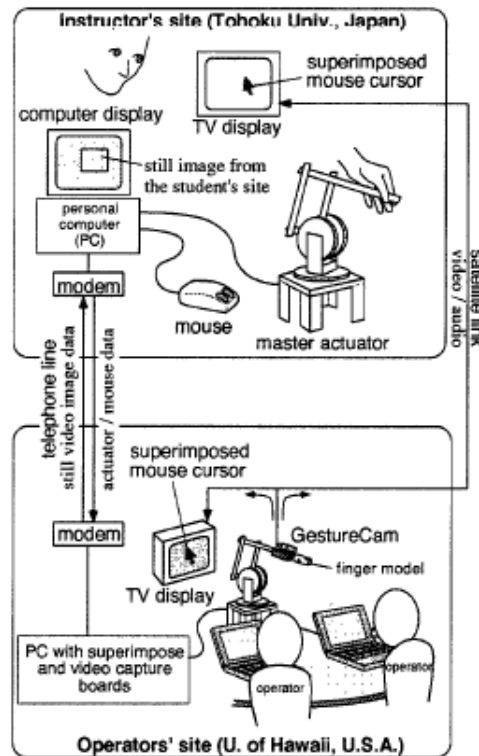 instructor's site (Tohoku Univ., Japan)
superimposed
mouse cursor
computer display
TV display
still image from
the student's site
personal
computer
(PC)
modem
mouse
master actuator
satellite link
video / audio
telephone line
still video image data
actuator / mouse data
superimposed
mouse cursor
modem
GestureCam
finger model
TV display
PC with superimpose
and video capture
boards
operator
operator
Operators' site (U. of Hawaii, U.S.A.)